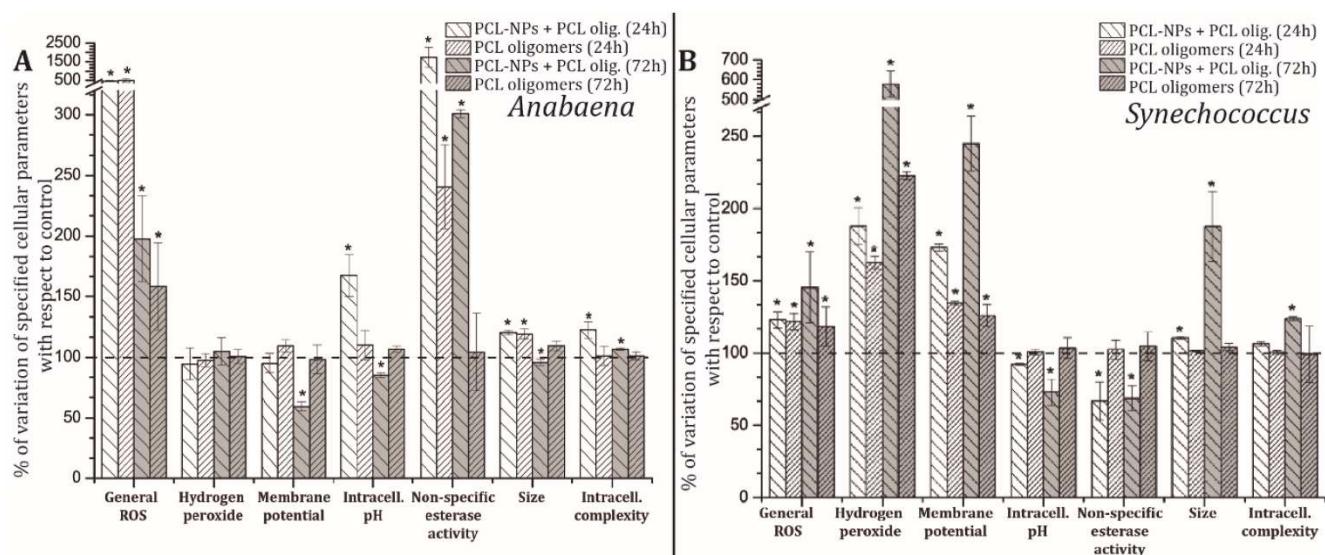 A
PCL-NPs + PCL olig. (24h)
PCL oligomers (24h)
PCL-NPs + PCL olig. (72h)
PCL oligomers (72h)
Anabaena
% of variation of specified cellular parameters
with respect to control
2500
1500
500
300
250
200
150
100
50
0
* * * * * * * * * * * * * * *
General
ROS
Hydrogen
peroxide
Membrane
potential
Intracell.
pH
Non-specific
esterase
activity
Size
Intracell.
complexity
B
PCL-NPs + PCL olig. (24h)
PCL oligomers (24h)
PCL-NPs + PCL olig. (72h)
PCL oligomers (72h)
Synechococcus
% of variation of specified cellular parameters
with respect to control
700
600
500
250
200
150
100
50
0
* * * * * * * * * * * * * * * * * * *
General
ROS
Hydrogen
peroxide
Membrane
potential
Intracell.
pH
Non-specific
esterase
activity
Size
Intracell.
complexity